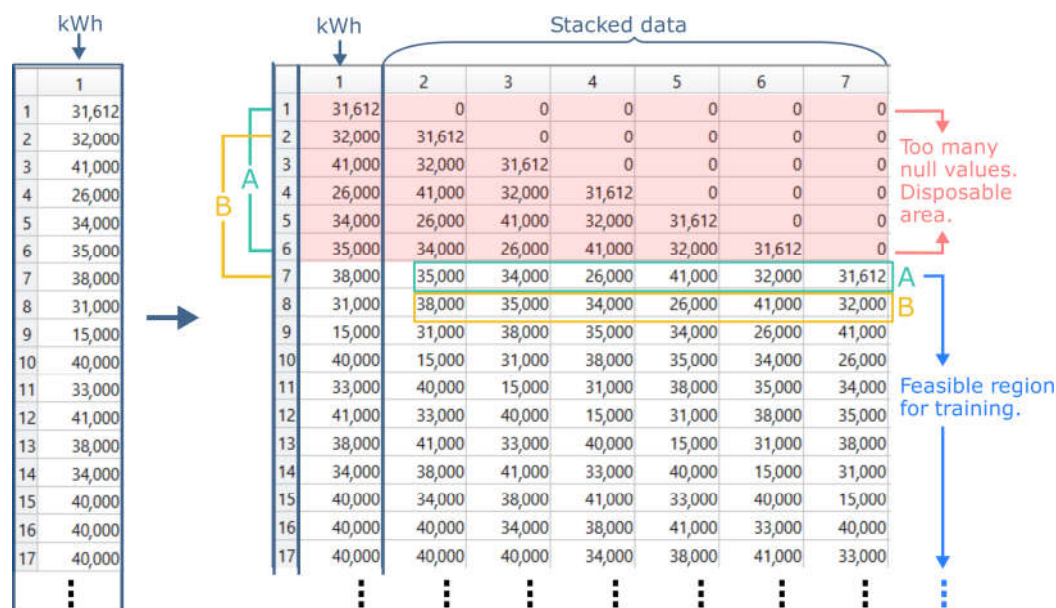 kWh
1
1 31,612
2 32,000
3 41,000
4 26,000
5 34,000
6 35,000
7 38,000
8 31,000
9 15,000
10 40,000
11 33,000
12 41,000
13 38,000
14 34,000
15 40,000
16 40,000
17 40,000
kWh Stacked data
1 2 3 4 5 6 7
1 31,612 0 0 0 0 0 0
2 32,000 31,612 0 0 0 0 0
3 41,000 32,000 31,612 0 0 0 0
4 26,000 41,000 32,000 31,612 0 0 0
5 34,000 26,000 41,000 32,000 31,612 0 0
6 35,000 34,000 26,000 41,000 32,000 31,612 0
7 38,000 35,000 34,000 26,000 41,000 32,000 31,612
8 31,000 38,000 35,000 34,000 26,000 41,000 32,000
9 15,000 31,000 38,000 35,000 34,000 26,000 41,000
10 40,000 15,000 31,000 38,000 35,000 34,000 26,000
11 33,000 40,000 15,000 31,000 38,000 35,000 34,000
12 41,000 33,000 40,000 15,000 31,000 38,000 35,000
13 38,000 41,000 33,000 40,000 15,000 31,000 38,000
14 34,000 38,000 41,000 33,000 40,000 15,000 31,000
15 40,000 34,000 38,000 41,000 33,000 40,000 15,000
16 40,000 40,000 34,000 38,000 41,000 33,000 40,000
17 40,000 40,000 40,000 34,000 38,000 41,000 33,000
A
B
Too many
null values.
Disposable
area.
A
B
Feasible region
for training.